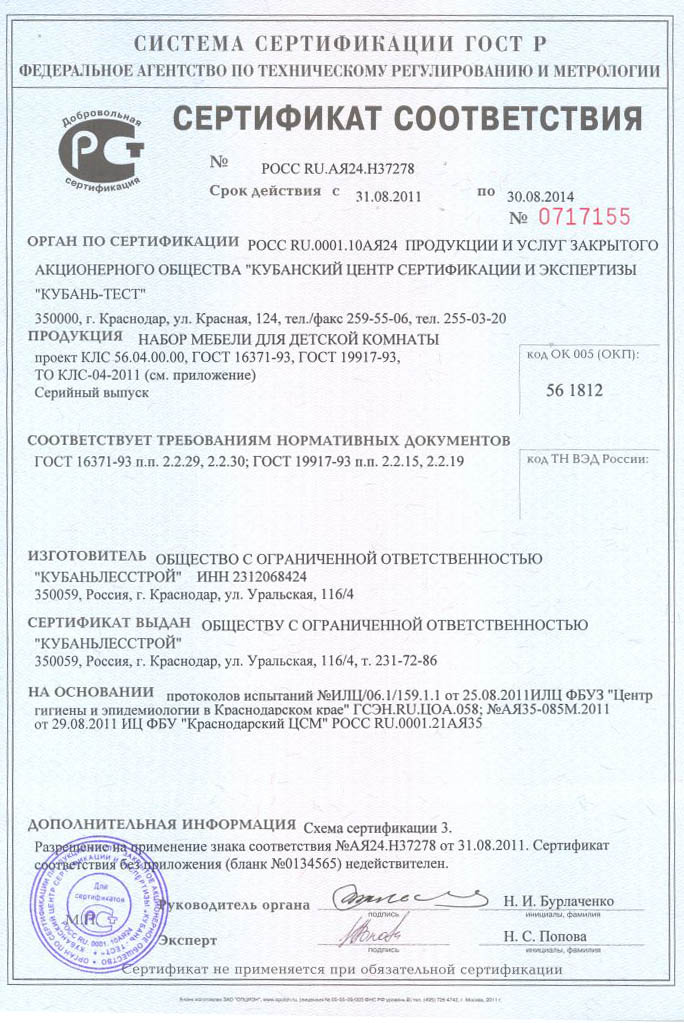 СИСТЕМА СЕРТИФИКАЦИИ ГОСТ Р
ФЕДЕРАЛЬНОЕ АГЕНТСТВО ПО ТЕХНИЧЕСКОМУ РЕГУЛИРОВАНИЮ И МЕТРОЛОГИИ
Добровольная
РСТ
сертификация
СЕРТИФИКАТ СООТВЕТСТВИЯ
№ РОСС RU.АЯ24.Н37278
Срок действия с 31.08.2011 по 30.08.2014
№ 0717155
ОРГАН ПО СЕРТИФИКАЦИИ РОСС RU.0001.10АЯ24 ПРОДУКЦИИ И УСЛУГ ЗАКРЫТОГО
АКЦИОНЕРНОГО ОБЩЕСТВА "КУБАНСКИЙ ЦЕНТР СЕРТИФИКАЦИИ И ЭКСПЕРТИЗЫ
"КУБАНЬ-ТЕСТ"
350000, г. Краснодар, ул. Красная, 124, тел./факс 259-55-06, тел. 255-03-20
ПРОДУКЦИЯ НАБОР МЕБЕЛИ ДЛЯ ДЕТСКОЙ КОМНАТЫ
проект КЛС 56.04.00.00, ГОСТ 16371-93, ГОСТ 19917-93,
ТО КЛС-04-2011 (см. приложение)
Серийный выпуск
код ОК 005 (ОКП):
56 1812
СООТВЕТСТВУЕТ ТРЕБОВАНИЯМ НОРМАТИВНЫХ ДОКУМЕНТОВ
ГОСТ 16371-93 п.п. 2.2.29, 2.2.30; ГОСТ 19917-93 п.п. 2.2.15, 2.2.19
код ТН ВЭД России:
ИЗГОТОВИТЕЛЬ ОБЩЕСТВО С ОГРАНИЧЕННОЙ ОТВЕТСТВЕННОСТЬЮ
"КУБАНЬЛЕССТРОЙ" ИНН 2312068424
350059, Россия, г. Краснодар, ул. Уральская, 116/4
СЕРТИФИКАТ ВЫДАН ОБЩЕСТВУ С ОГРАНИЧЕННОЙ ОТВЕТСТВЕННОСТЬЮ
"КУБАНЬЛЕССТРОЙ"
350059, Россия, г. Краснодар, ул. Уральская, 116/4, т. 231-72-86
НА ОСНОВАНИИ протоколов испытаний №ИЛЦ/06.1/159.1.1 от 25.08.2011ИЛЦ ФБУЗ "Центр
гигиены и эпидемиологии в Краснодарском крае" ГСЭН.RU.ЦОА.058; №АЯ35-085М.2011
от 29.08.2011 ИЦ ФБУ "Краснодарский ЦСМ" РОСС RU.0001.21АЯ35
ДОПОЛНИТЕЛЬНАЯ ИНФОРМАЦИЯ Схема сертификации 3.
Разрешение на применение знака соответствия №АЯ24.Н37278 от 31.08.2011. Сертификат
соответствия без приложения (бланк №0134565) недействителен.
Для
сертификатов
РОСС RU. 0001. 10АЯ24
М.П.
Руководитель органа
подпись
Н. И. Бурлаченко
инициалы, фамилия
Эксперт
подпись
Н. С. Попова
инициалы, фамилия
Сертификат не применяется при обязательной сертификации